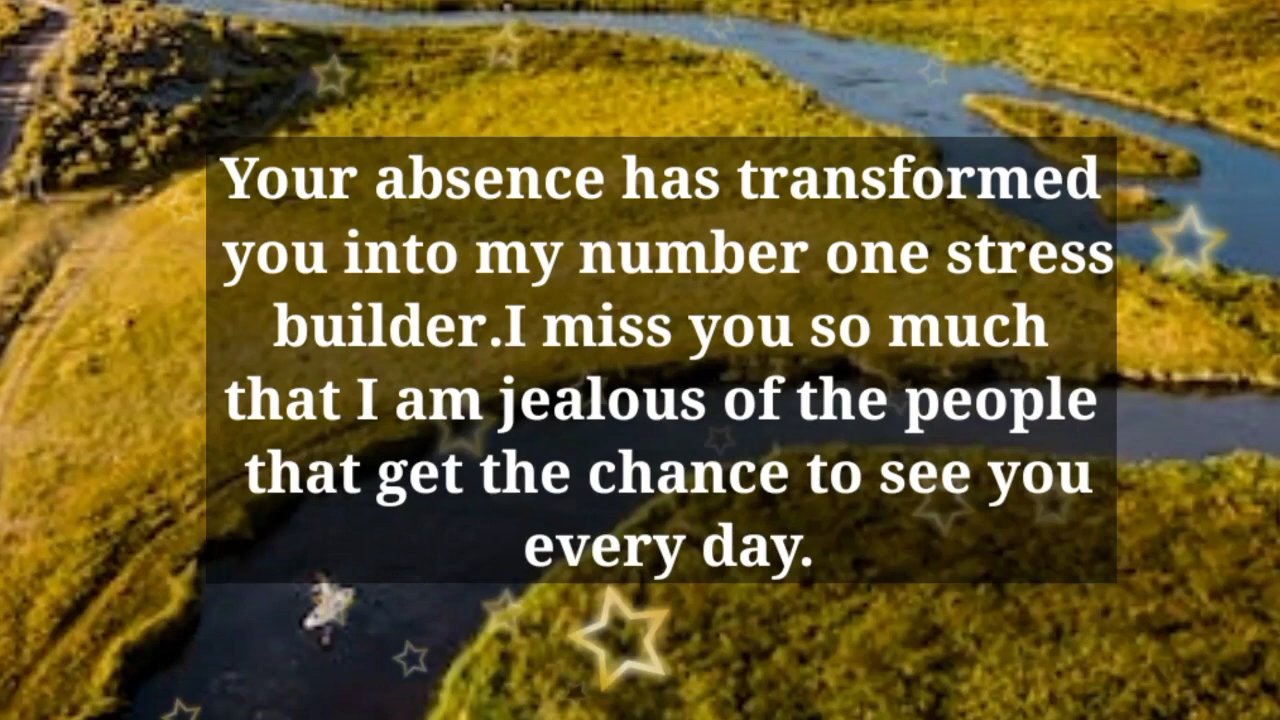 Your absence has transformed
you into my number one stress
builder.I miss you so much
that I am jealous of the people
that get the chance to see you
every day.